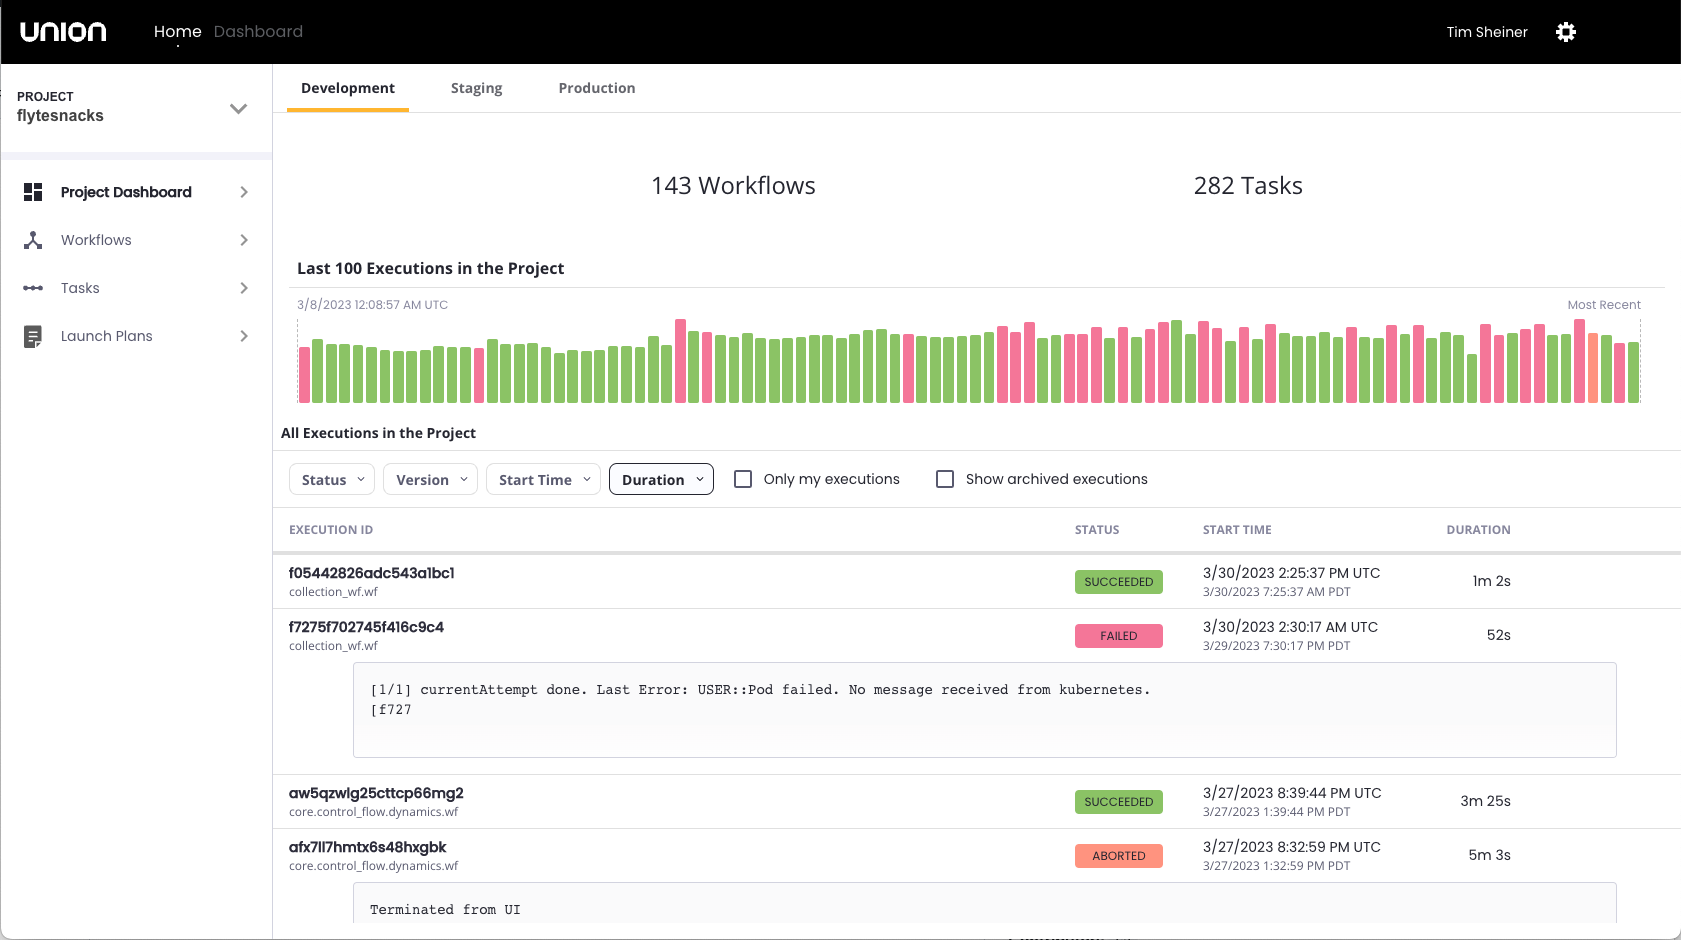 UNION
Home Dashboard
Tim Sheiner
PROJECT
flytesnacks
Project Dashboard
Workflows
Tasks
Launch Plans
Development Staging Production
143 Workflows 282 Tasks
Last 100 Executions in the Project
3/8/2023 12:08:57 AM UTC Most Recent
All Executions in the Project
Status Version Start Time Duration Only my executions Show archived executions
EXECUTION ID STATUS START TIME DURATION
f05442826adc543a1bc1 SUCCEEDED 3/30/2023 2:25:37 PM UTC 1m 2s
collection_wf.wf 3/30/2023 7:25:37 AM PDT
f7275f702745f416c9c4 FAILED 3/30/2023 2:30:17 AM UTC 52s
collection_wf.wf 3/29/2023 7:30:17 PM PDT
[1/1] currentAttempt done. Last Error: USER::Pod failed. No message received from kubernetes.
[f727
aw5qzwlg25cttcp66mg2 SUCCEEDED 3/27/2023 8:39:44 PM UTC 3m 25s
core.control_flow.dynamics.wf 3/27/2023 1:39:44 PM PDT
afx7ll7hmtx6s48hxgbk ABORTED 3/27/2023 8:32:59 PM UTC 5m 3s
core.control_flow.dynamics.wf 3/27/2023 1:32:59 PM PDT
Terminated from UI